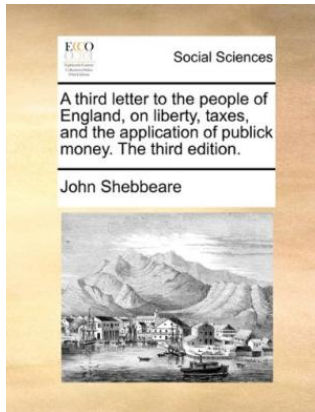 ECCO
Social Sciences
A third letter to the people of
England, on liberty, taxes,
and the application of publick
money. The third edition.
John Shebbeare